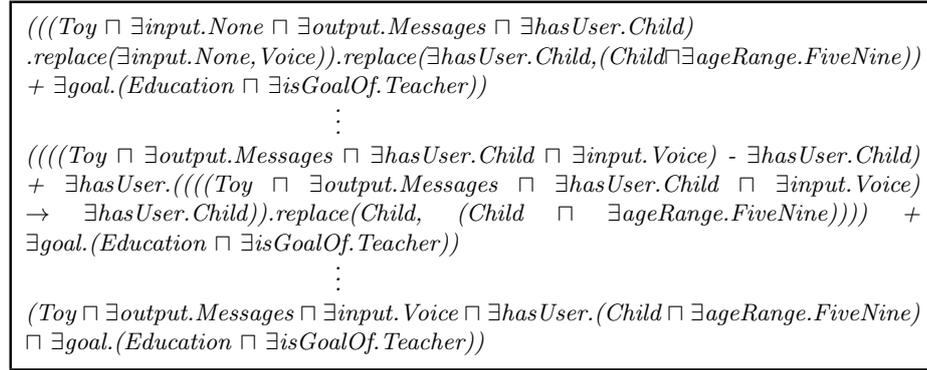 (((Toy ⊓ ∃input.None ⊓ ∃output.Messages ⊓ ∃hasUser.Child)
.replace(∃input.None,Voice)).replace(∃hasUser.Child,(Child⊓∃ageRange.FiveNine))
+ ∃goal.(Education ⊓ ∃isGoalOf.Teacher))
⋮
((((Toy ⊓ ∃output.Messages ⊓ ∃hasUser.Child ⊓ ∃input.Voice) - ∃hasUser.Child)
+ ∃hasUser.((((Toy ⊓ ∃output.Messages ⊓ ∃hasUser.Child ⊓ ∃input.Voice)
→ ∃hasUser.Child)).replace(Child, (Child ⊓ ∃ageRange.FiveNine)))) +
∃goal.(Education ⊓ ∃isGoalOf.Teacher))
⋮
(Toy ⊓ ∃output.Messages ⊓ ∃input.Voice ⊓ ∃hasUser.(Child ⊓ ∃ageRange.FiveNine)
⊓ ∃goal.(Education ⊓ ∃isGoalOf.Teacher))